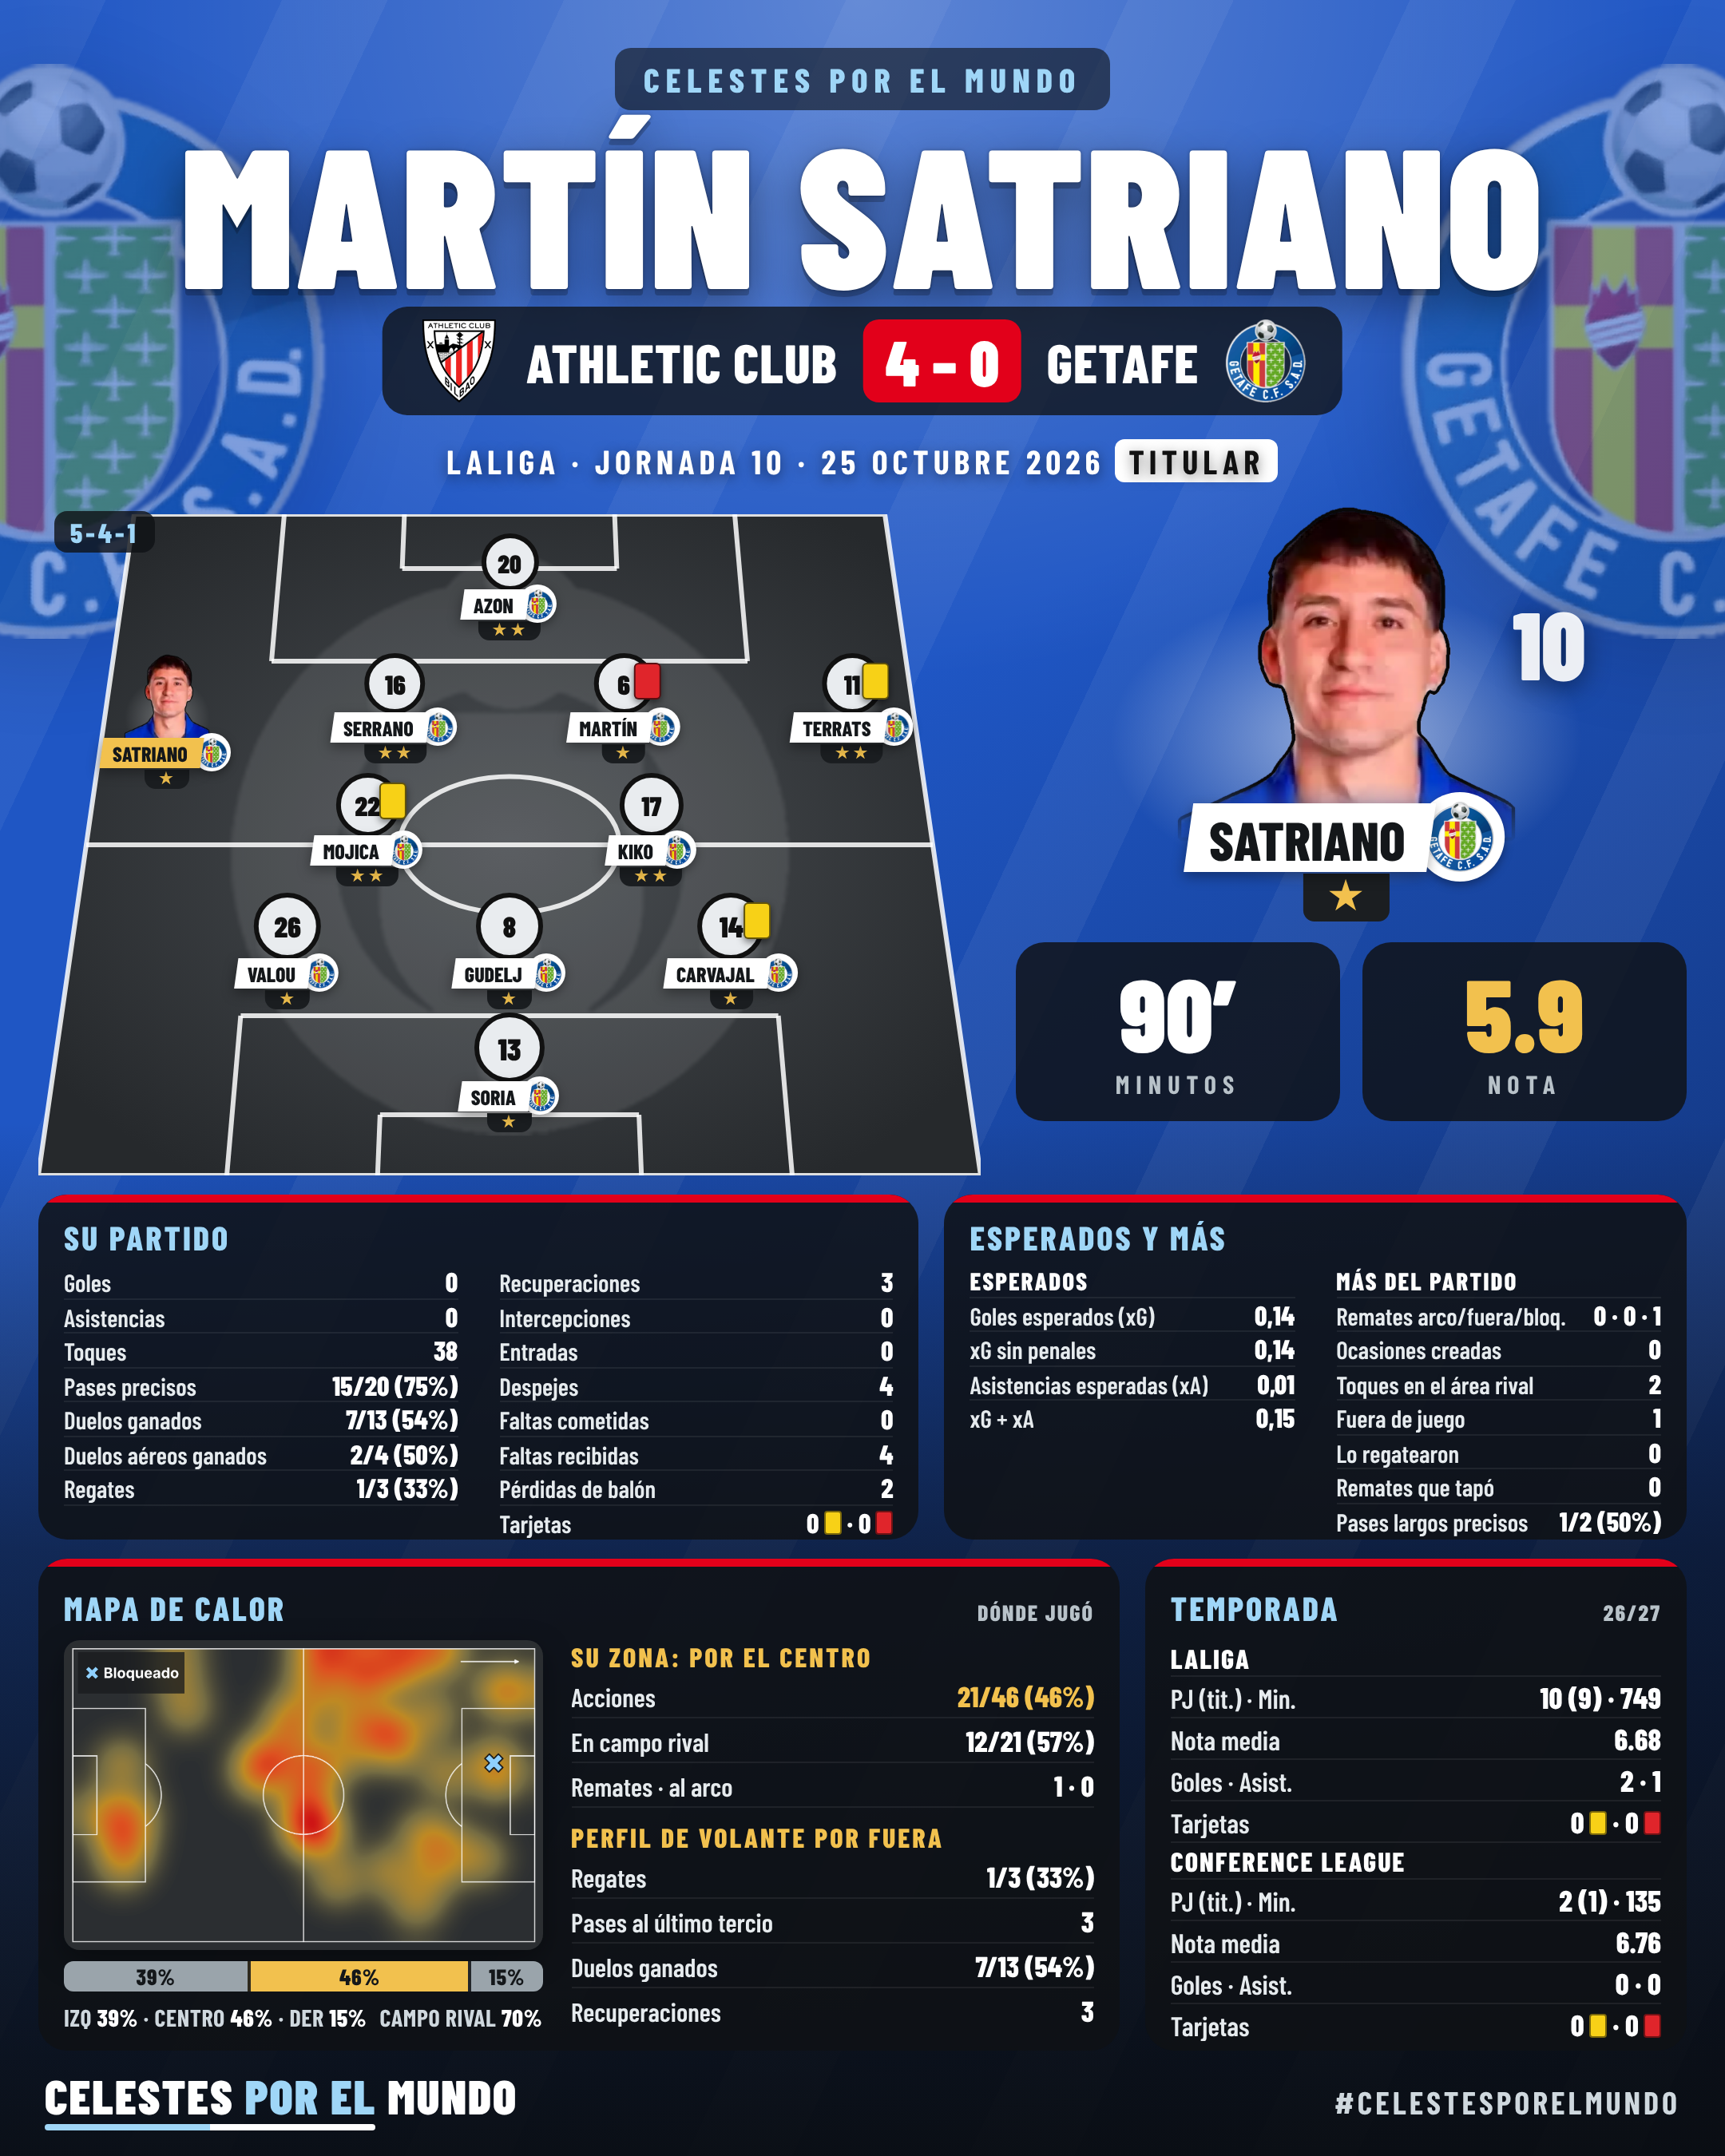 CELESTES POR EL MUNDO
MARTÍN SATRIANO
ATHLETIC CLUB 4 - 0 GETAFE
LALIGA · JORNADA 10 · 25 OCTUBRE 2026 TITULAR
5-4-1
20
AZON
★★
SATRIANO
★
16
SERRANO
★★
6
MARTÍN
★
11
TERRATS
★★
22
MOJICA
★★
17
KIKO
★★
26
VALOU
★
8
GUDELJ
★
14
CARVAJAL
★
13
SORIA
★
10
SATRIANO
★
90′
MINUTOS
5.9
NOTA
SU PARTIDO
Goles 0
Asistencias 0
Toques 38
Pases precisos 15/20 (75%)
Duelos ganados 7/13 (54%)
Duelos aéreos ganados 2/4 (50%)
Regates 1/3 (33%)
Recuperaciones 3
Intercepciones 0
Entradas 0
Despejes 4
Faltas cometidas 0
Faltas recibidas 4
Pérdidas de balón 2
Tarjetas 0 · 0
ESPERADOS Y MÁS
ESPERADOS
Goles esperados (xG) 0,14
xG sin penales 0,14
Asistencias esperadas (xA) 0,01
xG + xA 0,15
MÁS DEL PARTIDO
Remates arco/fuera/bloq. 0 · 0 · 1
Ocasiones creadas 0
Toques en el área rival 2
Fuera de juego 1
Lo regatearon 0
Remates que tapó 0
Pases largos precisos 1/2 (50%)
MAPA DE CALOR DÓNDE JUGÓ
Bloqueado
39% 46% 15%
IZQ 39% · CENTRO 46% · DER 15% CAMPO RIVAL 70%
SU ZONA: POR EL CENTRO
Acciones 21/46 (46%)
En campo rival 12/21 (57%)
Remates · al arco 1 · 0
PERFIL DE VOLANTE POR FUERA
Regates 1/3 (33%)
Pases al último tercio 3
Duelos ganados 7/13 (54%)
Recuperaciones 3
TEMPORADA 26/27
LALIGA
PJ (tit.) · Min. 10 (9) · 749
Nota media 6.68
Goles · Asist. 2 · 1
Tarjetas 0 · 0
CONFERENCE LEAGUE
PJ (tit.) · Min. 2 (1) · 135
Nota media 6.76
Goles · Asist. 0 · 0
Tarjetas 0 · 0
CELESTES POR EL MUNDO
#CELESTESPORELMUNDO